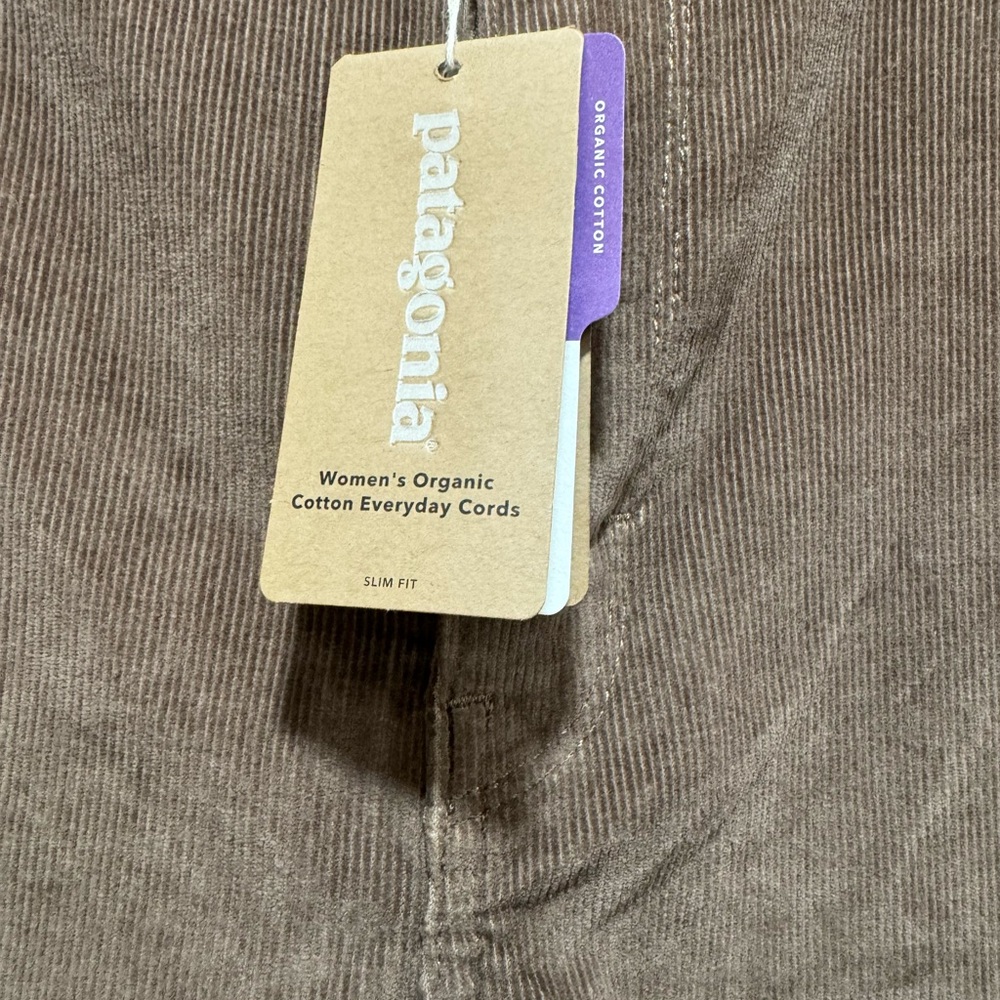 patagonia®
Women's Organic
Cotton Everyday Cords
SLIM FIT
ORGANIC COTTON